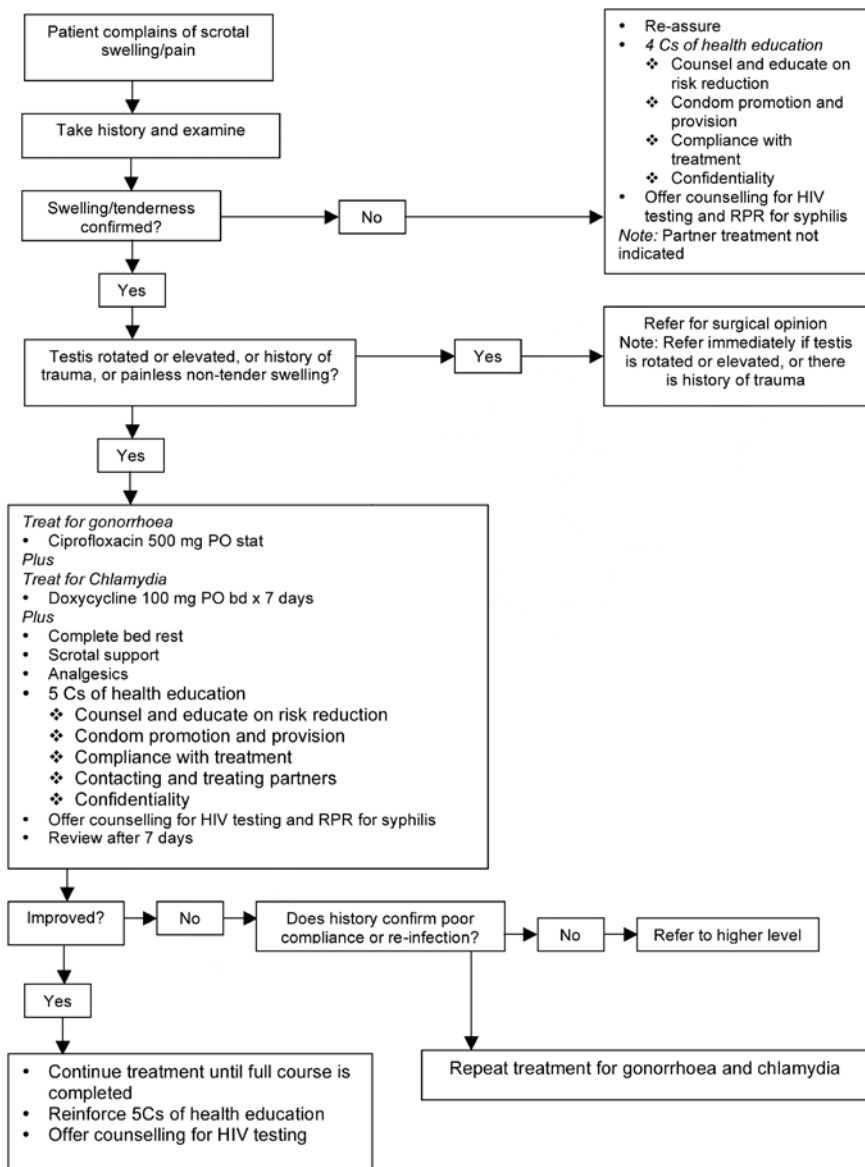 Patient complains of scrotal
swelling/pain
Take history and examine
Swelling/tenderness
confirmed?
No
• Re-assure
• 4 Cs of health education
❖ Counsel and educate on
risk reduction
❖ Condom promotion and
provision
❖ Compliance with
treatment
❖ Confidentiality
• Offer counselling for HIV
testing and RPR for syphilis
Note: Partner treatment not
indicated
Yes
Testis rotated or elevated, or history of
trauma, or painless non-tender swelling?
Yes
Refer for surgical opinion
Note: Refer immediately if testis
is rotated or elevated, or there
is history of trauma
Yes
Treat for gonorrhoea
• Ciprofloxacin 500 mg PO stat
Plus
Treat for Chlamydia
• Doxycycline 100 mg PO bd x 7 days
Plus
• Complete bed rest
• Scrotal support
• Analgesics
• 5 Cs of health education
❖ Counsel and educate on risk reduction
❖ Condom promotion and provision
❖ Compliance with treatment
❖ Contacting and treating partners
❖ Confidentiality
• Offer counselling for HIV testing and RPR for syphilis
• Review after 7 days
Improved?
No
Does history confirm poor
compliance or re-infection?
No
Refer to higher level
Yes
• Continue treatment until full course is
completed
• Reinforce 5Cs of health education
• Offer counselling for HIV testing
Repeat treatment for gonorrhoea and chlamydia